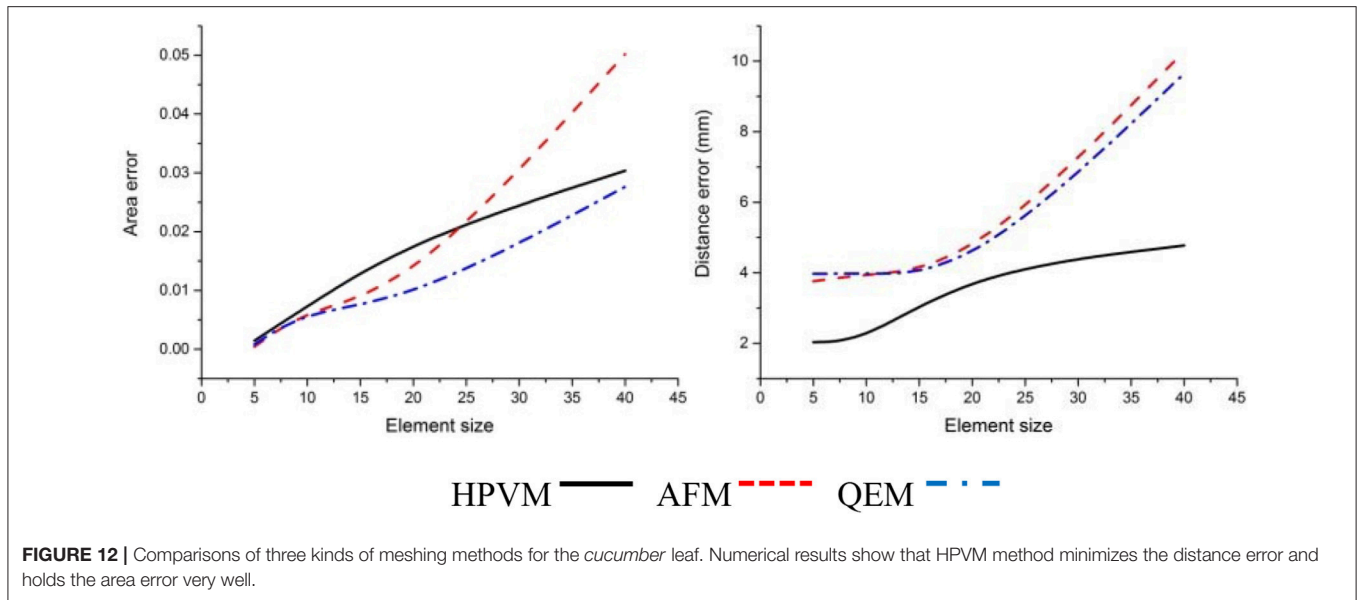 0.05
0.04
0.03
0.02
0.01
0.00
Area error
0 5 10 15 20 25 30 35 40 45
Element size
10
8
6
4
2
Distance error (mm)
0 5 10 15 20 25 30 35 40 45
Element size
HPVM AFM QEM
FIGURE 12 | Comparisons of three kinds of meshing methods for the cucumber leaf. Numerical results show that HPVM method minimizes the distance error and
holds the area error very well.